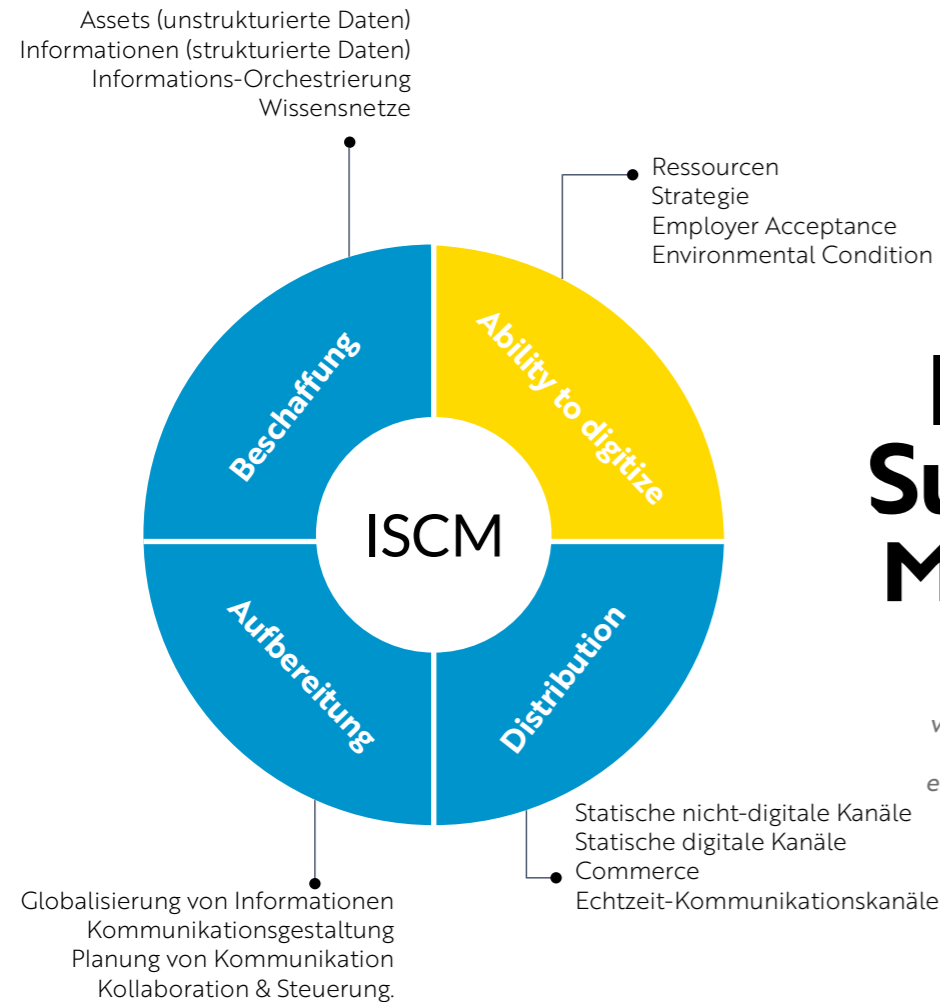 Assets (unstrukturierte Daten)
Informationen (strukturierte Daten)
Informations-Orchestrierung
Wissensnetze
Ressourcen
Strategie
Employer Acceptance
Environmental Condition
Beschaffung
Ability to digitize
ISCM
Aufbereitung
Distribution
Su
M
Statische nicht-digitale Kanäle
Statische digitale Kanäle
Commerce
Echtzeit-Kommunikationskanäle
Globalisierung von Informationen
Kommunikationsgestaltung
Planung von Kommunikation
Kollaboration & Steuerung.